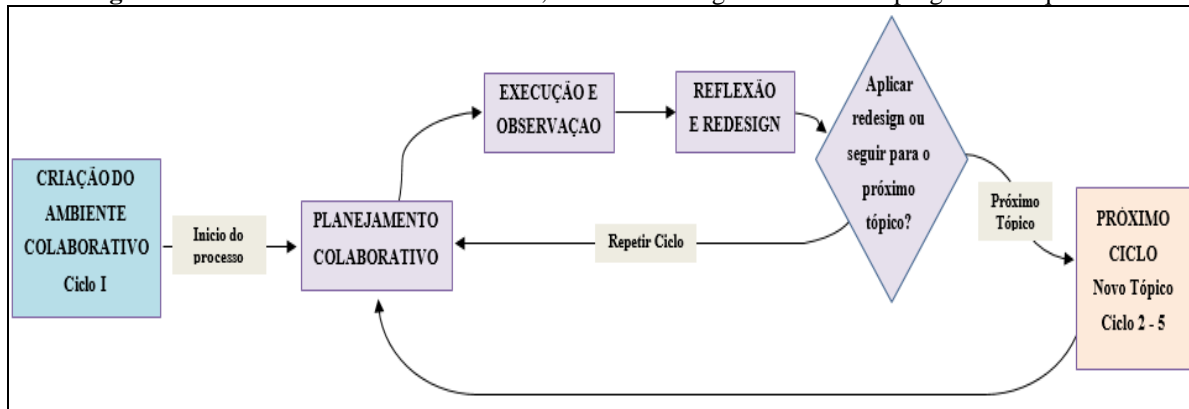 CRIAÇÃO DO
AMBIENTE
COLABORATIVO
Ciclo I
Inicio do
processo
PLANEJAMENTO
COLABORATIVO
EXECUÇÃO E
OBSERVAÇAO
REFLEXÃO
E REDESIGN
Aplicar
redesign ou
seguir para o
próximo
tópico?
Repetir Ciclo
Próximo
Tópico
PRÓXIMO
CICLO
Novo Tópico
Ciclo 2 - 5